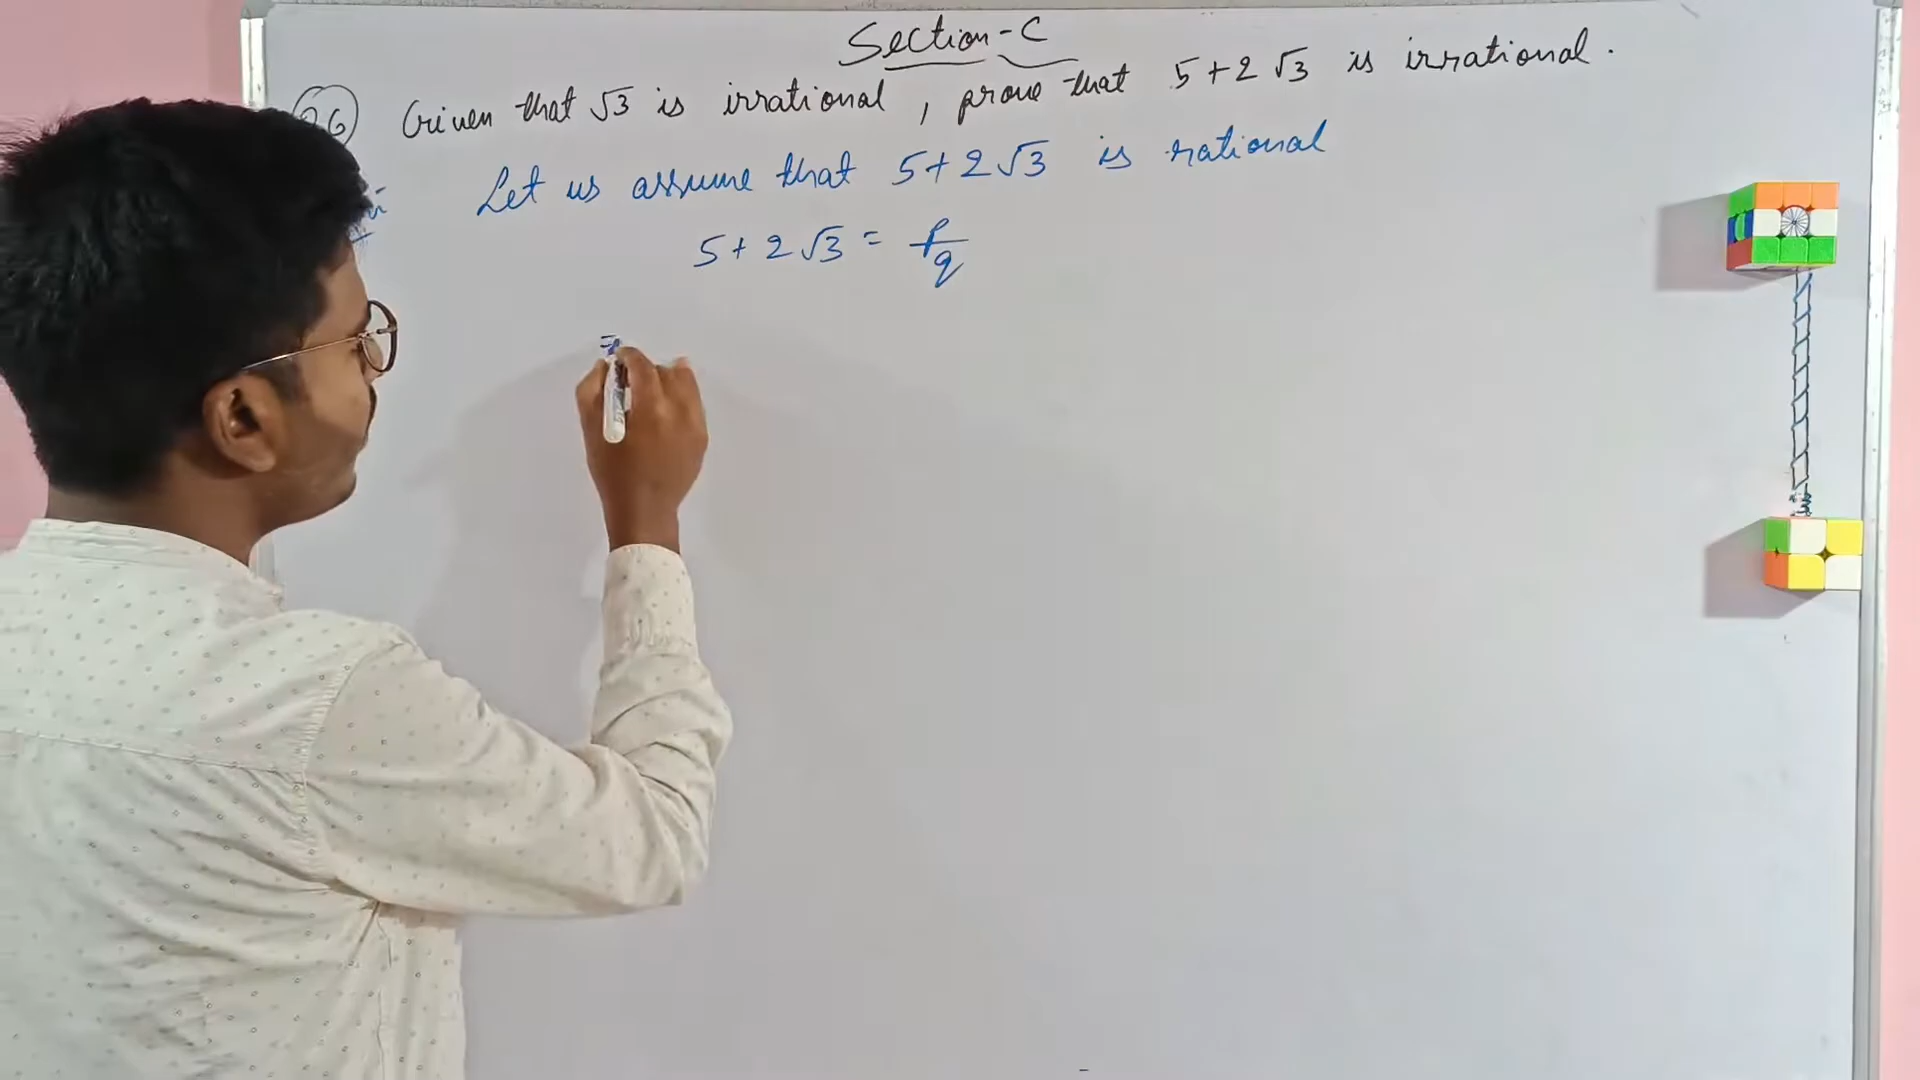 Section-C
26 Given that √3 is irrational, prove that 5+2√3 is irrational.
Let us assume that 5+2√3 is rational
5+2√3 = p/q